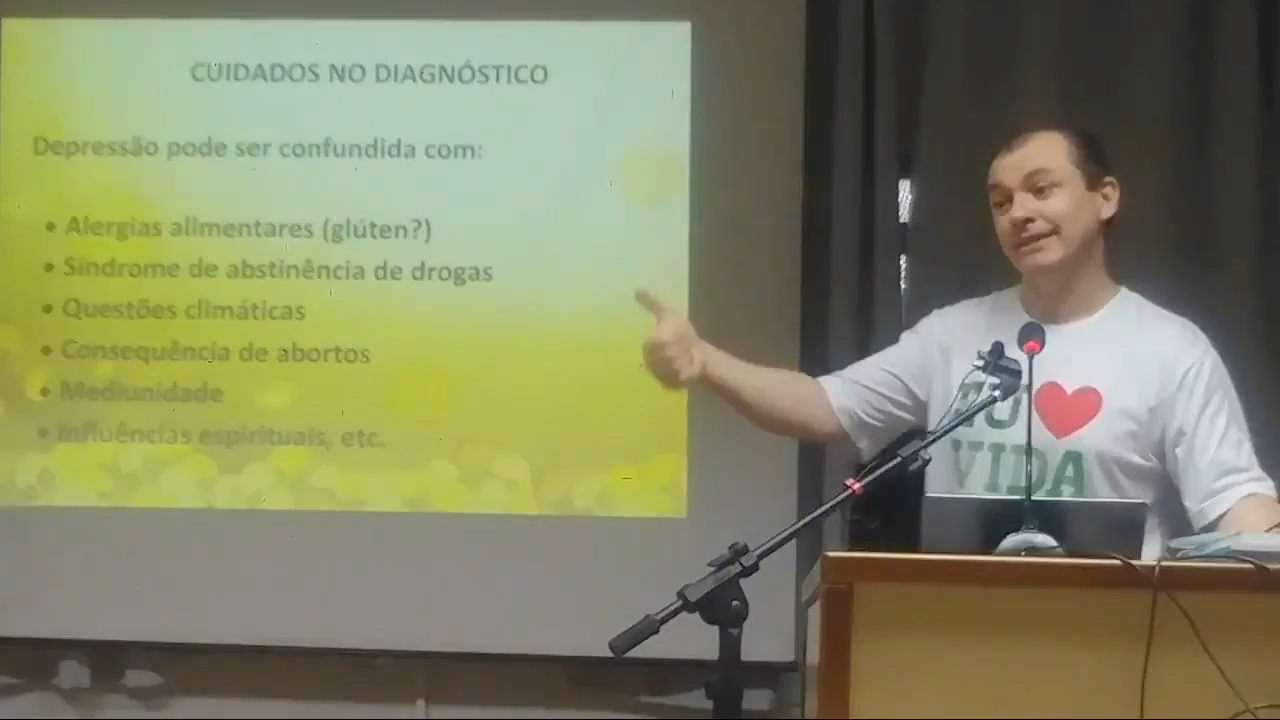 CUIDADOS NO DIAGNÓSTICO
Depressão pode ser confundida com:
• Alergias alimentares (glúten?)
• Síndrome de abstinência de drogas
• Questões climáticas
• Consequência de abortos
• Mediunidade
• Influências espirituais, etc.
EU ❤
VIDA